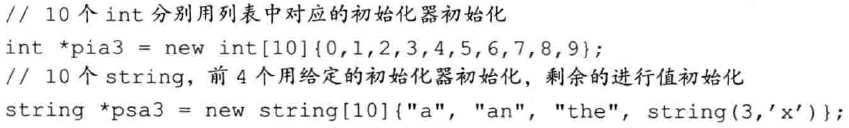 // 10 个 int 分别用列表中对应的初始化器初始化
int *pia3 = new int[10]{0,1,2,3,4,5,6,7,8,9};
// 10 个 string, 前 4 个用给定的初始化器初始化, 剩余的进行值初始化
string *psa3 = new string[10]{"a", "an", "the", string(3,'x')};